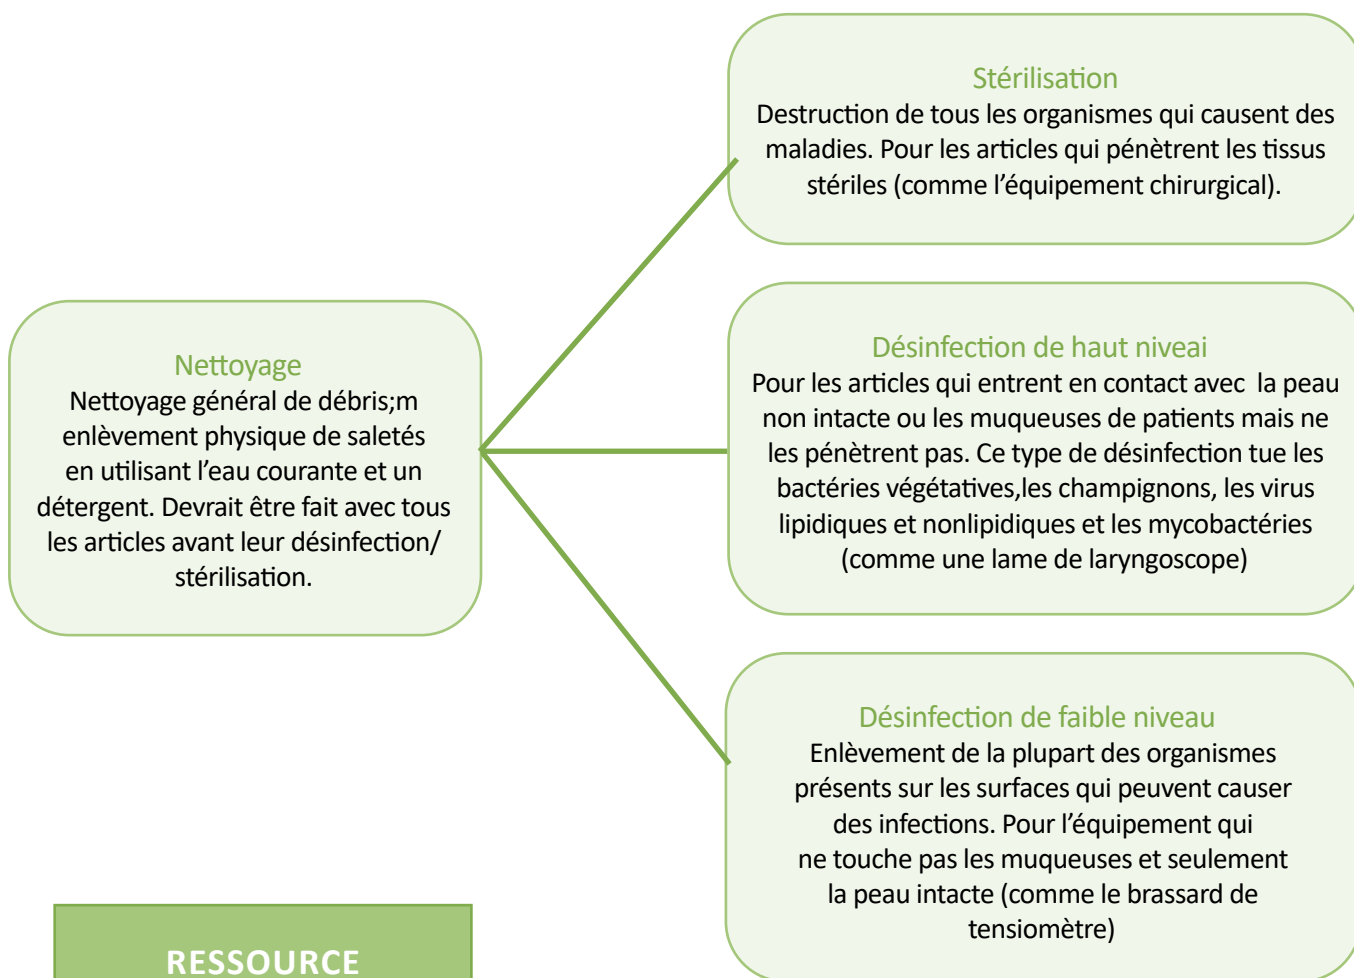 Nettoyage
Nettoyage général de débris;m
enlèvement physique de saletés
en utilisant l’eau courante et un
détergent. Devrait être fait avec tous
les articles avant leur désinfection/
stérilisation.
Stérilisation
Destruction de tous les organismes qui causent des
maladies. Pour les articles qui pénètrent les tissus
stériles (comme l’équipement chirurgical).
Désinfection de haut niveai
Pour les articles qui entrent en contact avec  la peau
non intacte ou les muqueuses de patients mais ne
les pénètrent pas. Ce type de désinfection tue les
bactéries végétatives,les champignons, les virus
lipidiques et nonlipidiques et les mycobactéries
(comme une lame de laryngoscope)
Désinfection de faible niveau
Enlèvement de la plupart des organismes
présents sur les surfaces qui peuvent causer
des infections. Pour l’équipement qui
ne touche pas les muqueuses et seulement
la peau intacte (comme le brassard de
tensiomètre)
RESSOURCE